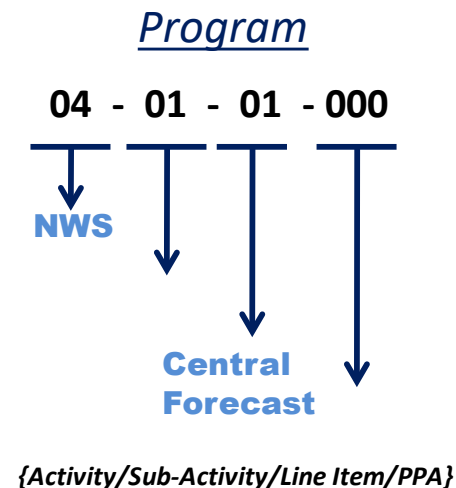 Program
04 - 01 - 01 - 000
NWS
Central
Forecast
{Activity/Sub-Activity/Line Item/PPA}